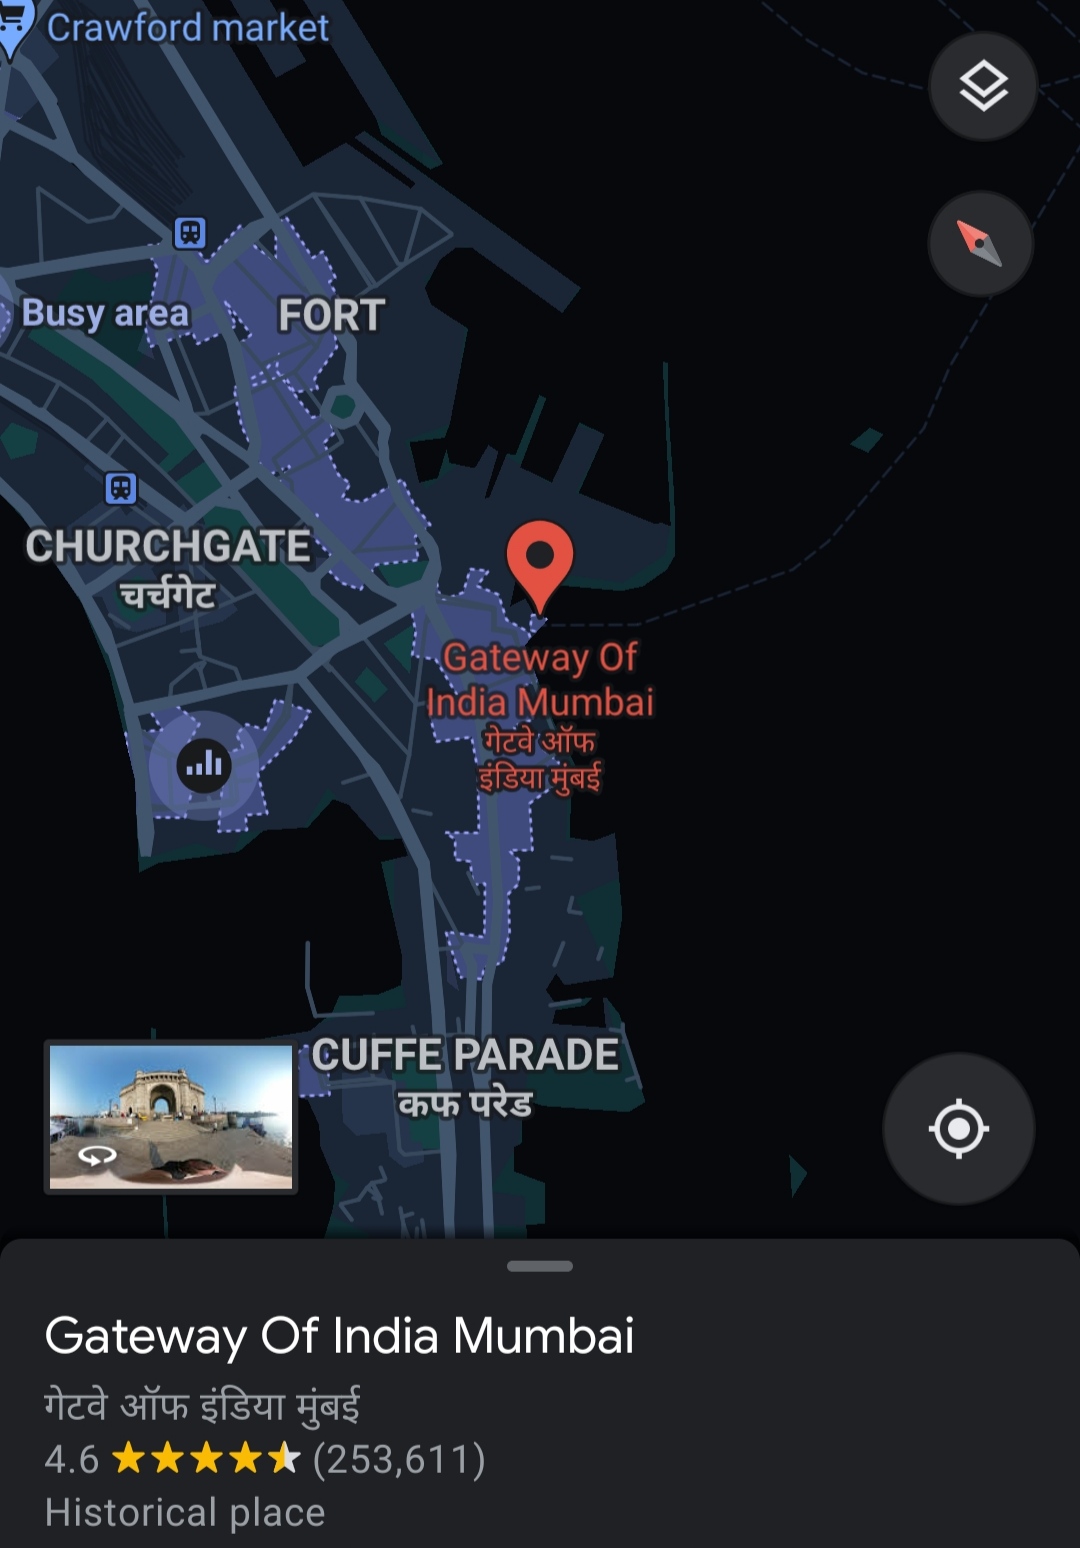 Crawford market
Busy area
FORT
CHURCHGATE
चर्चगेट
Gateway Of
India Mumbai
गेटवे ऑफ
इंडिया मुंबई
CUFFE PARADE
कफ परेड
Gateway Of India Mumbai
गेटवे ऑफ इंडिया मुंबई
4.6 (253,611)
Historical place